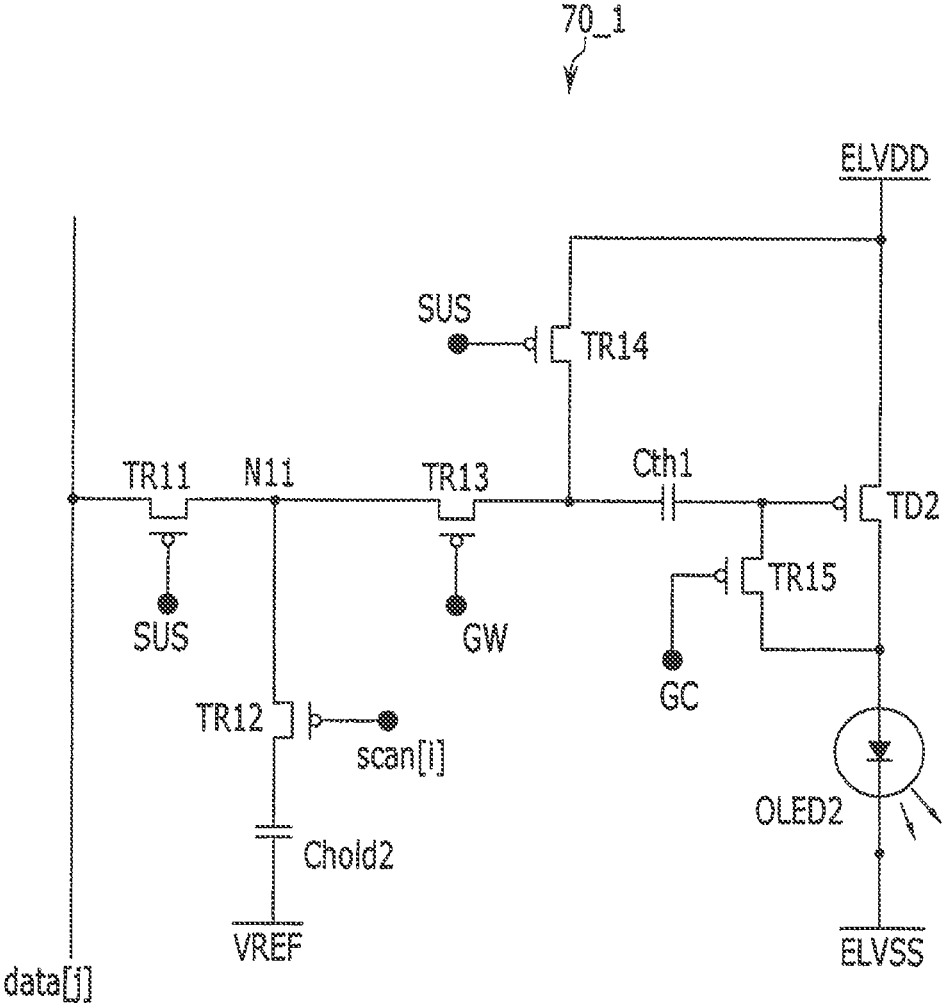 70_1
ELVDD
SUS
TR14
TR11
N11
TR13
Cth1
TD2
TR15
SUS
GW
GC
TR12
scan[i]
OLED2
Chold2
VREF
ELVSS
data[j]